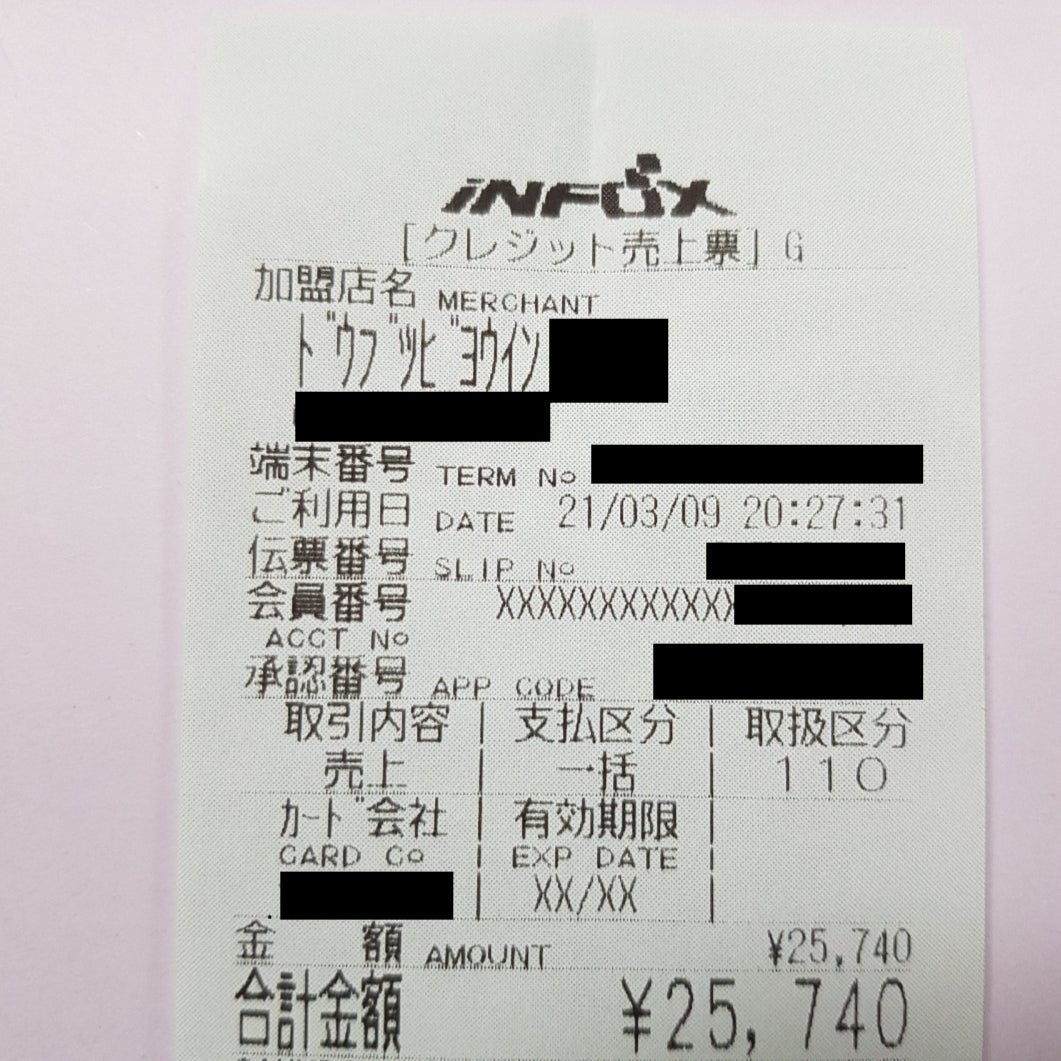 INFOX
[クレジット売上票] G
加盟店名 MERCHANT
ドウブツビヨウイン
端末番号 TERM No
ご利用日 DATE 21/03/09 20:27:31
伝票番号 SLIP No
会員番号 XXXXXXXXXXXX
ACCT No
承認番号 APP CODE
取引内容 | 支払区分 | 取扱区分
売上 | 一括 | 110
カード会社 | 有効期限 |
CARD Co | EXP DATE |
| XX/XX |
金 額 AMOUNT ¥25,740
合計金額 ¥25,740